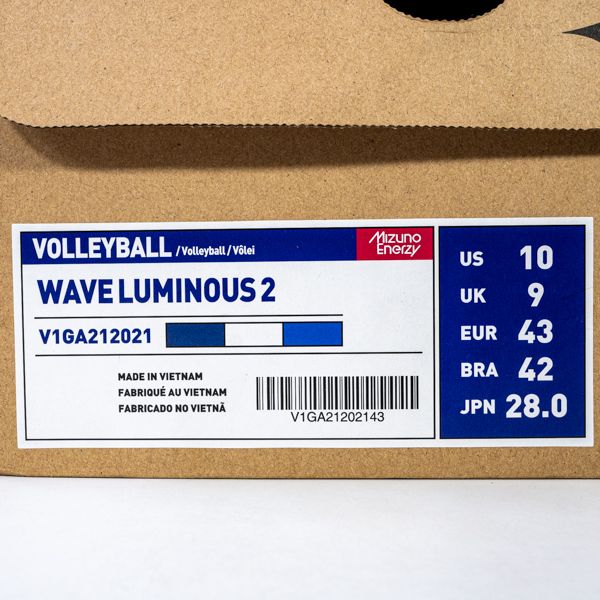 VOLLEYBALL / Volleyball / Vôlei
Mizuno Enerzy
WAVE LUMINOUS 2
V1GA212021
MADE IN VIETNAM
FABRIQUÉ AU VIETNAM
FABRICADO NO VIETNÃ
V1GA21202143
US 10
UK 9
EUR 43
BRA 42
JPN 28.0